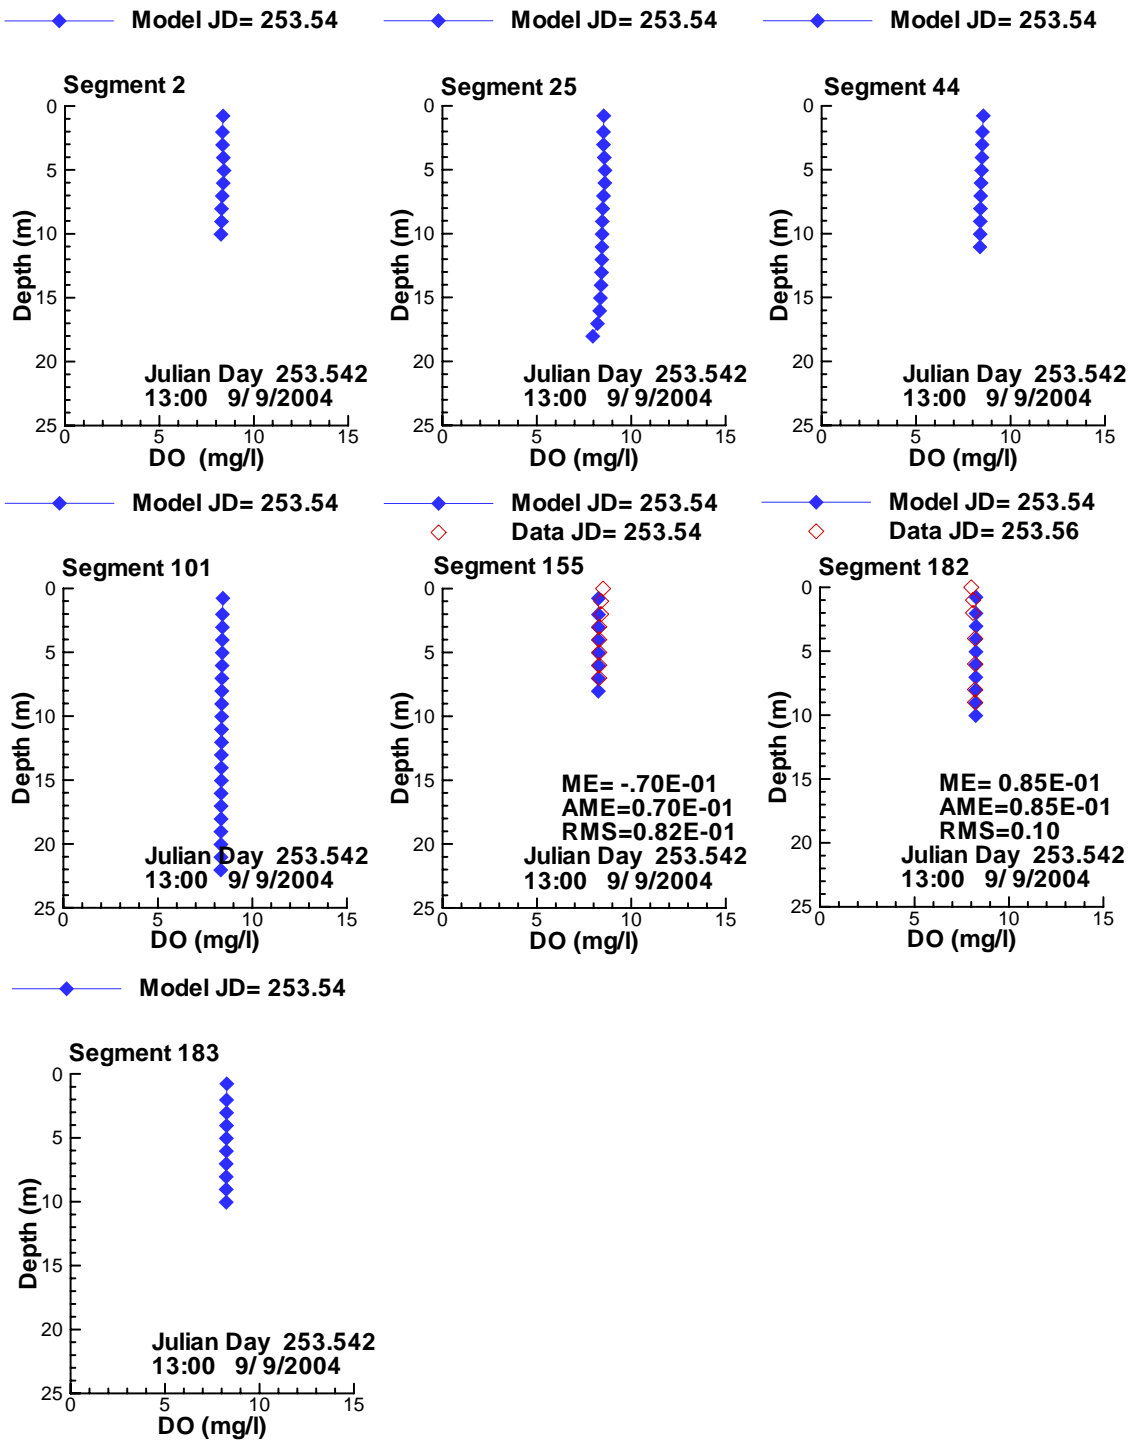 Model JD= 253.54
Model JD= 253.54
Model JD= 253.54
Segment 2
0
5
10
15
20
25
Depth (m)
Julian Day 253.542
13:00 9/ 9/2004
0 5 10 15
DO (mg/l)
Segment 25
0
5
10
15
20
25
Depth (m)
Julian Day 253.542
13:00 9/ 9/2004
0 5 10 15
DO (mg/l)
Segment 44
0
5
10
15
20
25
Depth (m)
Julian Day 253.542
13:00 9/ 9/2004
0 5 10 15
DO (mg/l)
Model JD= 253.54
Segment 101
0
5
10
15
20
25
Depth (m)
Julian Day 253.542
13:00 9/ 9/2004
0 5 10 15
DO (mg/l)
Model JD= 253.54
Data JD= 253.54
Segment 155
0
5
10
15
20
25
Depth (m)
ME= -.70E-01
AME=0.70E-01
RMS=0.82E-01
Julian Day 253.542
13:00 9/ 9/2004
0 5 10 15
DO (mg/l)
Model JD= 253.54
Data JD= 253.56
Segment 182
0
5
10
15
20
25
Depth (m)
ME= 0.85E-01
AME=0.85E-01
RMS=0.10
Julian Day 253.542
13:00 9/ 9/2004
0 5 10 15
DO (mg/l)
Model JD= 253.54
Segment 183
0
5
10
15
20
25
Depth (m)
Julian Day 253.542
13:00 9/ 9/2004
0 5 10 15
DO (mg/l)